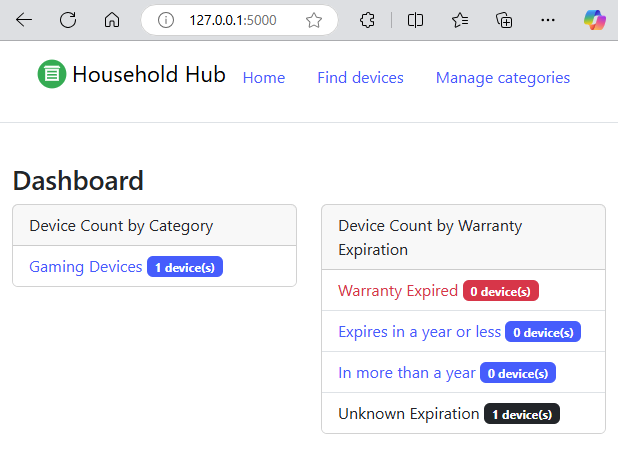 127.0.0.1:5000
Household Hub Home Find devices Manage categories
Dashboard
Device Count by Category
Gaming Devices 1 device(s)
Device Count by Warranty
Expiration
Warranty Expired 0 device(s)
Expires in a year or less 0 device(s)
In more than a year 0 device(s)
Unknown Expiration 1 device(s)